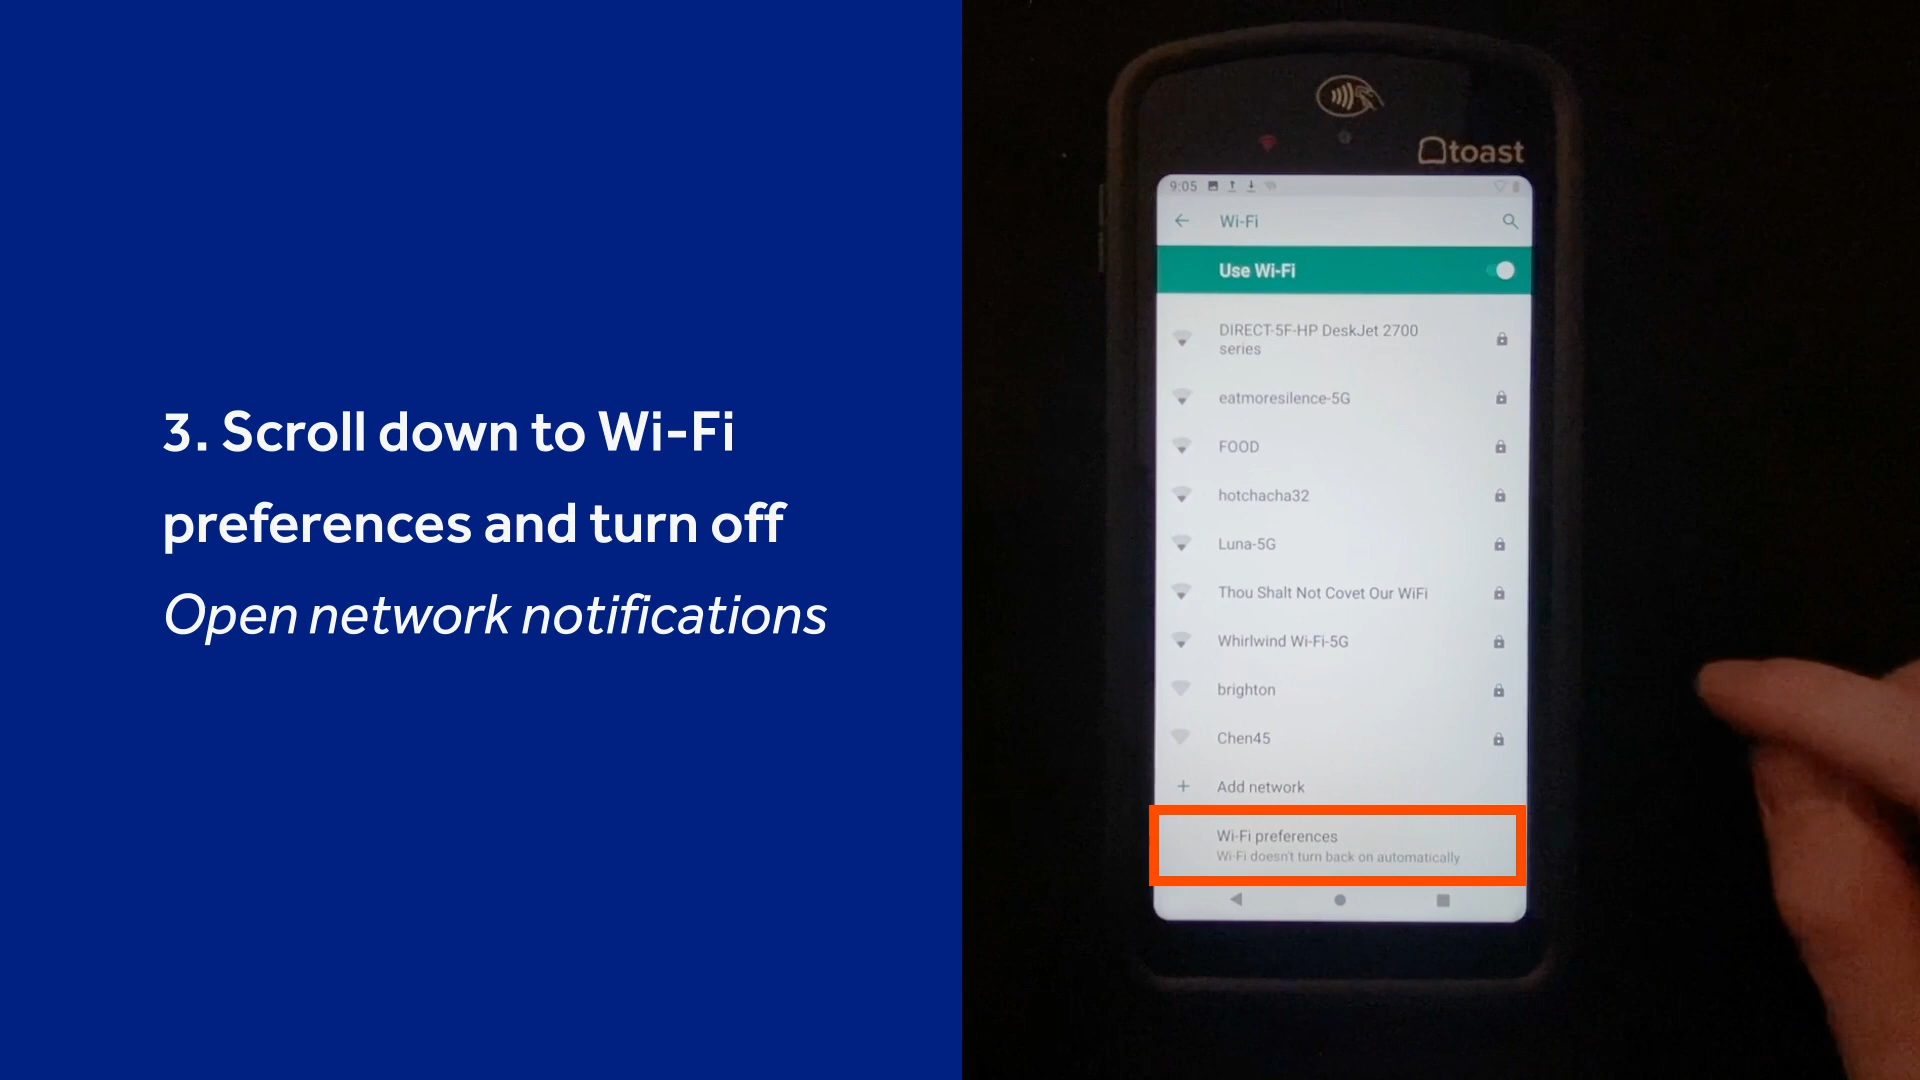 3. Scroll down to Wi-Fi
preferences and turn off
Open network notifications
toast
9:05
Wi-Fi
Use Wi-Fi
DIRECT-5F-HP DeskJet 2700
series
eatmoresilence-5G
FOOD
hotchacha32
Luna-5G
Thou Shalt Not Covet Our WiFi
Whirlwind Wi-Fi-5G
brighton
Chen45
Add network
Wi-Fi preferences
Wi-Fi doesn't turn back on automatically